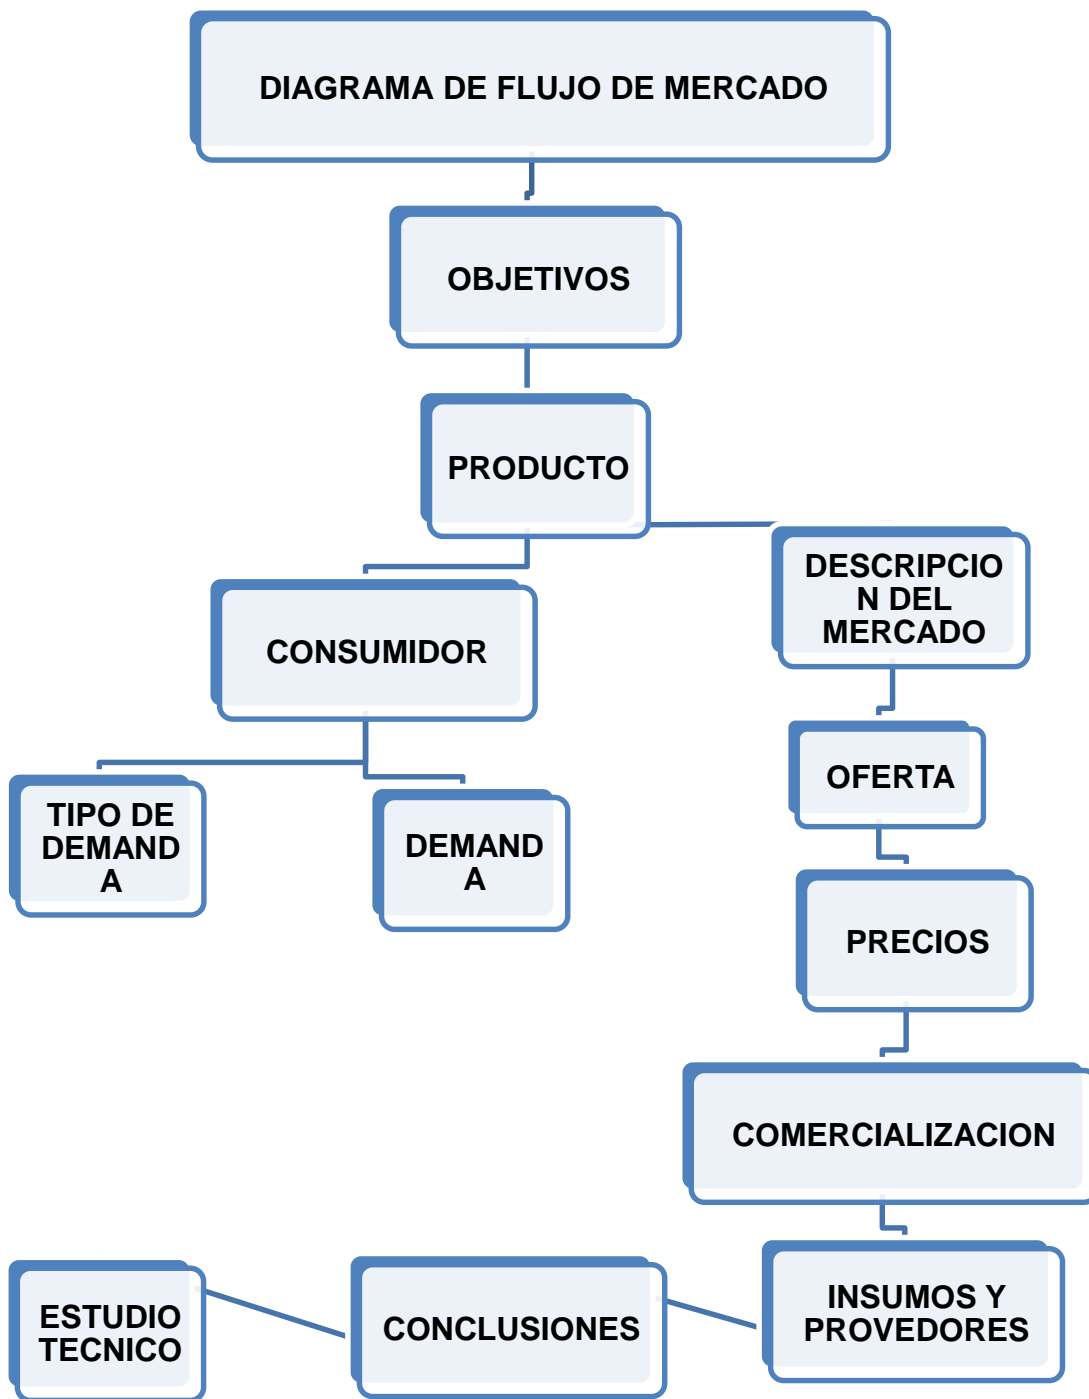 DIAGRAMA DE FLUJO DE MERCADO
OBJETIVOS
PRODUCTO
DESCRIPCIO
N DEL
MERCADO
CONSUMIDOR
TIPO DE
DEMAND
A
DEMAND
A
OFERTA
PRECIOS
COMERCIALIZACION
INSUMOS Y
PROVEDORES
CONCLUSIONES
ESTUDIO
TECNICO